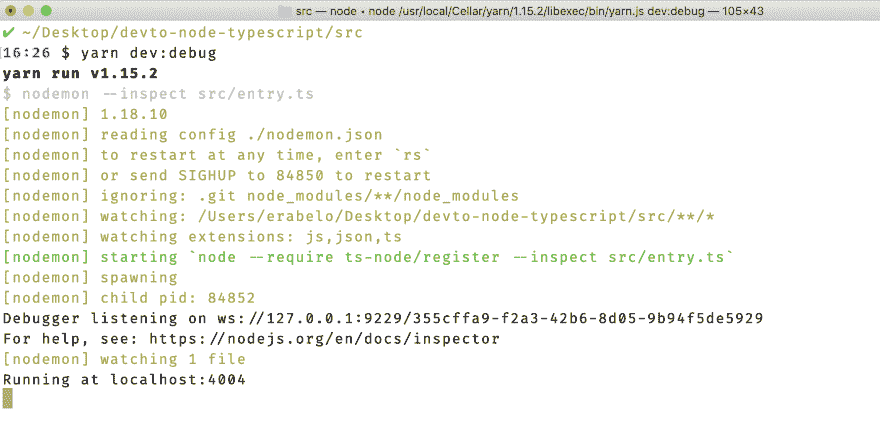 src — node • node /usr/local/Cellar/yarn/1.15.2/libexec/bin/yarn.js dev:debug — 105×43
✔ ~/Desktop/devto-node-typescript/src
16:26 $ yarn dev:debug
yarn run v1.15.2
$ nodemon --inspect src/entry.ts
[nodemon] 1.18.10
[nodemon] reading config ./nodemon.json
[nodemon] to restart at any time, enter `rs`
[nodemon] or send SIGHUP to 84850 to restart
[nodemon] ignoring: .git node_modules/**/node_modules
[nodemon] watching: /Users/erabelo/Desktop/devto-node-typescript/src/**/*
[nodemon] watching extensions: js,json,ts
[nodemon] starting `node --require ts-node/register --inspect src/entry.ts`
[nodemon] spawning
[nodemon] child pid: 84852
Debugger listening on ws://127.0.0.1:9229/355cffa9-f2a3-42b6-8d05-9b94f5de5929
For help, see: https://nodejs.org/en/docs/inspector
[nodemon] watching 1 file
Running at localhost:4004